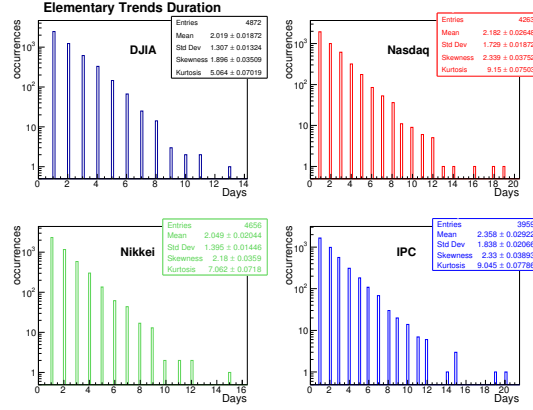 Elementary Trends Duration
occurrences
10³
10²
10
1
DJIA
Entries 4872
Mean 2.019 ± 0.01872
Std Dev 1.307 ± 0.01324
Skewness 1.896 ± 0.03509
Kurtosis 5.064 ± 0.07019
0 2 4 6 8 10 12 14
Days
occurrences
10³
10²
10
1
Nasdaq
Entries 4263
Mean 2.182 ± 0.02648
Std Dev 1.729 ± 0.01872
Skewness 2.339 ± 0.03752
Kurtosis 9.15 ± 0.07503
0 2 4 6 8 10 12 14 16 18 20
Days
occurrences
10³
10²
10
1
Nikkei
Entries 4656
Mean 2.049 ± 0.02044
Std Dev 1.395 ± 0.01446
Skewness 2.18 ± 0.0359
Kurtosis 7.062 ± 0.0718
0 2 4 6 8 10 12 14 16
Days
occurrences
10³
10²
10
1
IPC
Entries 3959
Mean 2.358 ± 0.02922
Std Dev 1.838 ± 0.02066
Skewness 2.33 ± 0.03893
Kurtosis 9.045 ± 0.07786
0 2 4 6 8 10 12 14 16 18 20
Days